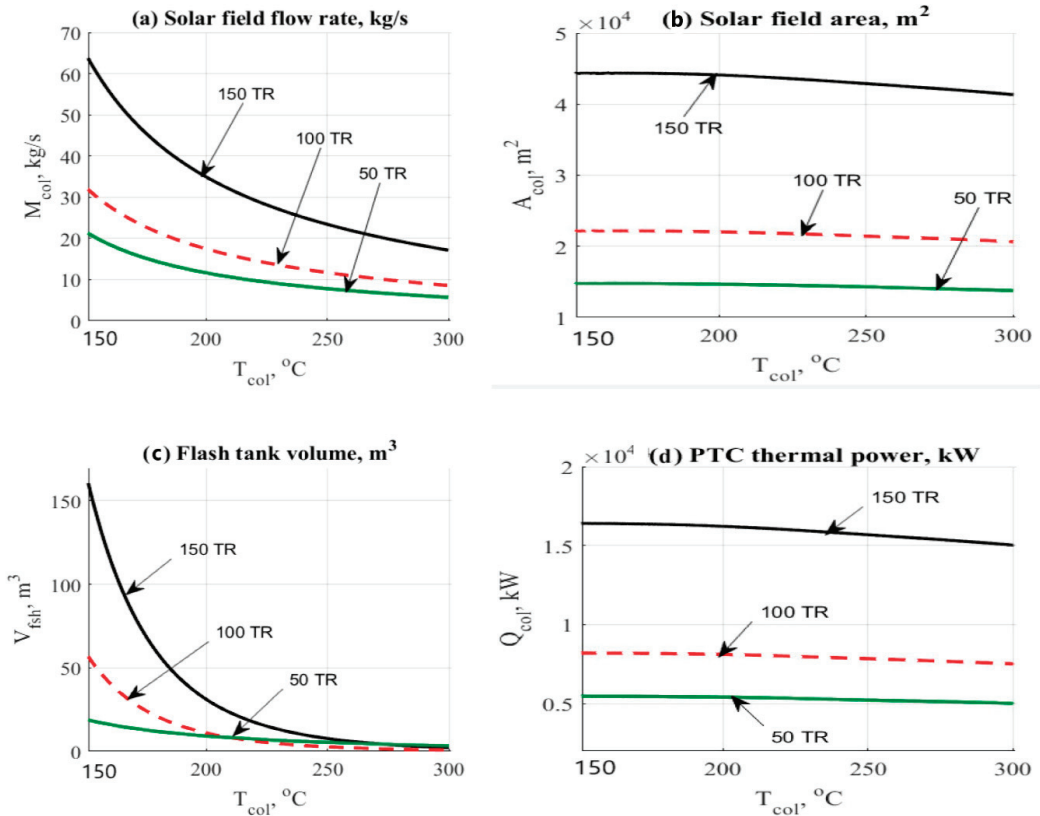 (a) Solar field flow rate, kg/s
70
60
50
40
30
20
10
0
M_col, kg/s
150 TR
100 TR
50 TR
150
200
250
300
T_col, °C
(b) Solar field area, m²
×10⁴
5
4
3
2
1
A_col, m²
150 TR
100 TR
50 TR
150
200
250
300
T_col, °C
(c) Flash tank volume, m³
150
100
50
0
V_fsh, m³
150 TR
100 TR
50 TR
150
200
250
300
T_col, °C
(d) PTC thermal power, kW
×10⁴
2
1.5
1
0.5
Q_col, kW
150 TR
100 TR
50 TR
150
200
250
300
T_col, °C